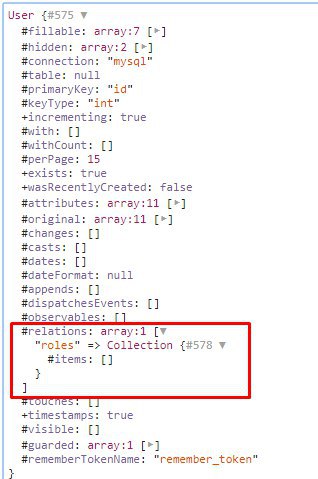 User {#575 ▼
#fillable: array:7 [▶]
#hidden: array:2 [▶]
#connection: "mysql"
#table: null
#primaryKey: "id"
#keyType: "int"
+incrementing: true
#with: []
#withCount: []
#perPage: 15
+exists: true
+wasRecentlyCreated: false
#attributes: array:11 [▶]
#original: array:11 [▶]
#changes: []
#casts: []
#dates: []
#dateFormat: null
#appends: []
#dispatchesEvents: []
#observables: []
#relations: array:1 [▼
"roles" => Collection {#578 ▼
#items: []
}
]
#touches: []
+timestamps: true
#visible: []
#guarded: array:1 [▶]
#rememberTokenName: "remember_token"
}